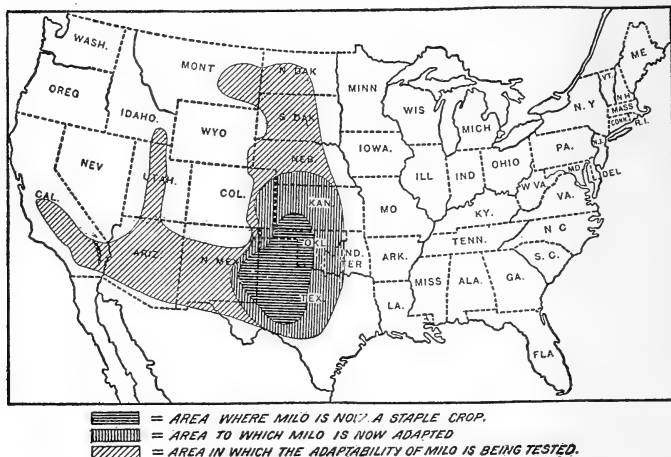 WASH.
MONT
N. DAK
MINN
ME
OREG
IDAHO.
WYO
S. DAK
WIS
MICH
N. Y
VT.
N H
MASS
CONN.
R. I.
NEV
UTAH.
COL.
NEB.
IOWA.
ILL
IND
OHIO
PA.
N.J.
MD.
DEL
CAL.
KAN.
MO
KY.
W VA.
VA.
ARIZ.
N. MEX
OKL
IND.
TER
ARK.
TENN.
N C
S. C.
TEX
LA.
MISS
ALA.
GA.
FLA
= AREA WHERE MILO IS NOW A STAPLE CROP.
= AREA TO WHICH MILO IS NOW ADAPTED
= AREA IN WHICH THE ADAPTABILITY OF MILO IS BEING TESTED.